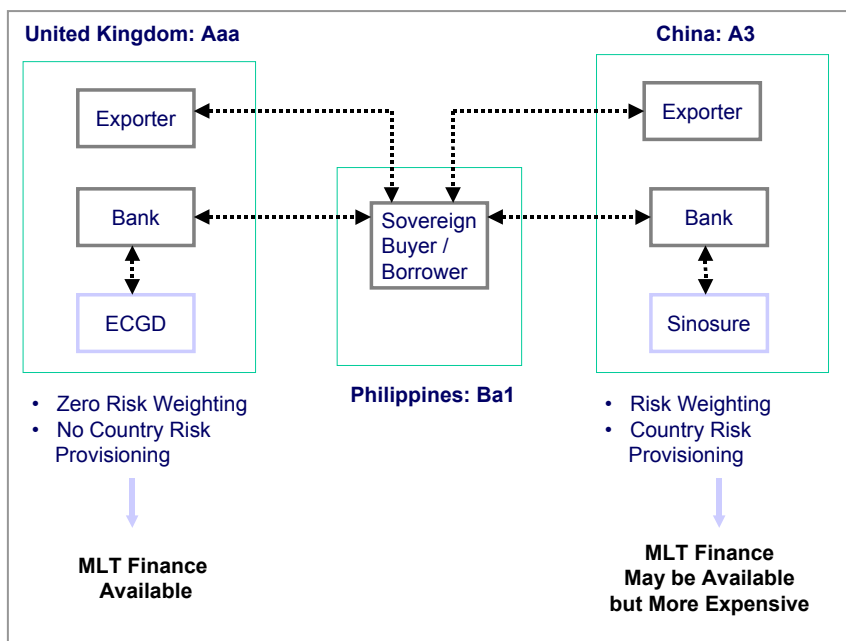 United Kingdom: Aaa
Exporter
Bank
ECGD
• Zero Risk Weighting
• No Country Risk
Provisioning
MLT Finance
Available
Sovereign
Buyer /
Borrower
Philippines: Ba1
China: A3
Exporter
Bank
Sinosure
• Risk Weighting
• Country Risk
Provisioning
MLT Finance
May be Available
but More Expensive